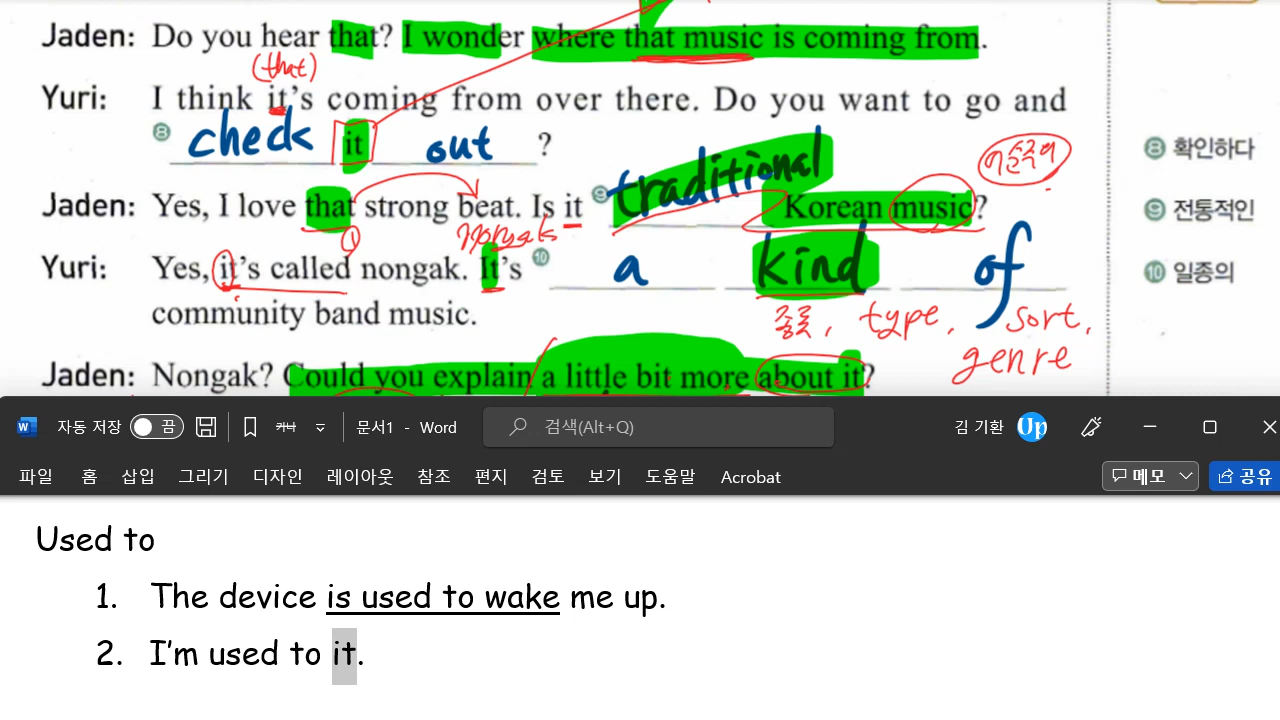 Jaden: Do you hear that? I wonder where that music is coming from.
(that)
Yuri: I think it's coming from over there. Do you want to go and
⑧ check it out ?
⑧ 확인하다
Jaden: Yes, I love that strong beat. Is it ⑨ traditional Korean music?
⑨ 전통적인
① nongak
Yuri: Yes, it's called nongak. It's ⑩ a kind of
⑩ 일종의
community band music.
종류, type, sort,
genre
Jaden: Nongak? Could you explain a little bit more about it?
자동 저장 끔 가나 문서1 - Word 검색(Alt+Q) 김 기환 Up
파일 홈 삽입 그리기 디자인 레이아웃 참조 편지 검토 보기 도움말 Acrobat 메모 공유
Used to
1. The device is used to wake me up.
2. I'm used to it.